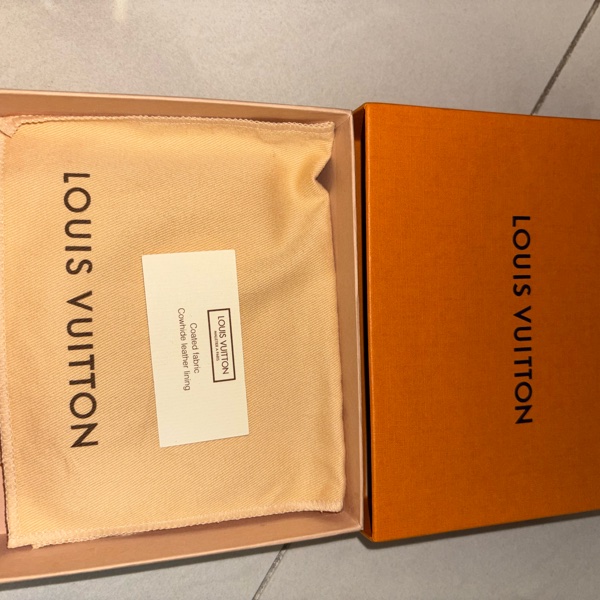 LOUIS VUITTON
LOUIS VUITTON
Coated fabric
Cowhide leather lining
LOUIS VUITTON